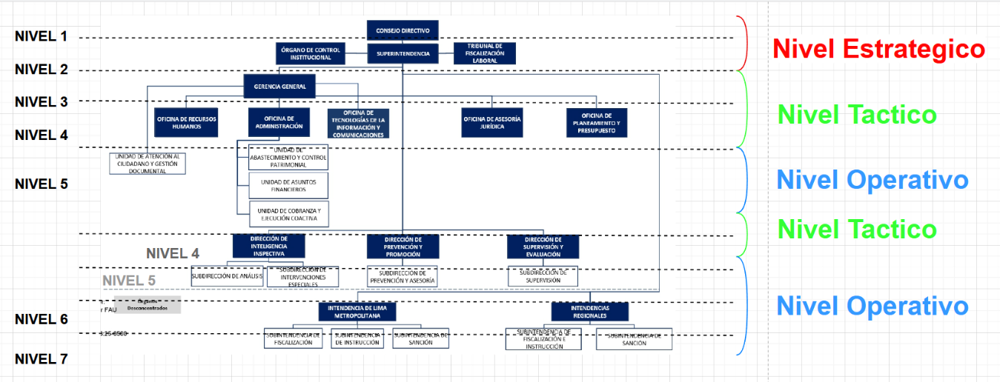 NIVEL 1
CONSEJO DIRECTIVO
ÓRGANO DE CONTROL
INSTITUCIONAL
SUPERINTENDENCIA
TRIBUNAL DE
FISCALIZACIÓN
LABORAL
Nivel Estrategico
NIVEL 2
GERENCIA GENERAL
NIVEL 3
OFICINA DE RECURSOS
HUMANOS
OFICINA DE
ADMINISTRACIÓN
OFICINA DE
TECNOLOGÍAS DE LA
INFORMACIÓN Y
COMUNICACIIONES
OFICINA DE ASESORÍA
JURÍDICA
OFICINA DE
PLANEAMIENTO Y
PRESUPUESTO
Nivel Tactico
NIVEL 4
UNIDAD DE ATENCIÓN AL
CIUDADANO Y GESTIÓN
DOCUMENTAL
UNIDAD DE
ABASTECIMIENTO Y CONTROL
PATRIMONIAL
NIVEL 5
UNIDAD DE ASUNTOS
FINANCIEROS
UNIDAD DE COBRANZA Y
EJECUCIÓN COACTIVA
Nivel Operativo
Nivel Tactico
DIRECCIÓN DE
INTELIGENCIA
INSPECTIVA
DIRECCIÓN DE
PREVENCIÓN Y
PROMOCIÓN
DIRECCIÓN DE
SUPERVISIÓN Y
EVALUACIÓN
NIVEL 4
SUBDIRECCIÓN DE ANÁLISIS
SUBDIRECCIÓN DE
INTERVENCIONES
ESPECIALES
SUBDIRECCIÓN DE
PREVENCIÓN Y ASESORÍA
SUBDIRECCIÓN DE
SUPERVISIÓN
NIVEL 5
Órganos
Desconcentrados
r FAU
INTENDENCIA DE LIMA
METROPOLITANA
INTENDENCIAS
REGIONALES
Nivel Operativo
NIVEL 6
SUBINTENDENCIA DE
FISCALIZACIÓN
SUBINTENDENCIA
DE INSTRUCCIÓN
SUBINTENDENCIA DE
SANCIÓN
SUBINTENDENCIA DE
FISCALIZACIÓN E
INSTRUCCIÓN
SUBINTENDENCIA DE
SANCIÓN
NIVEL 7